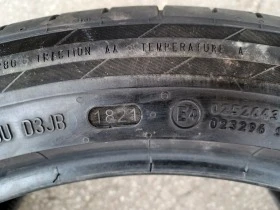 TRACTION AA TEMPERATURE A
U D3JB 1821 E4
023296